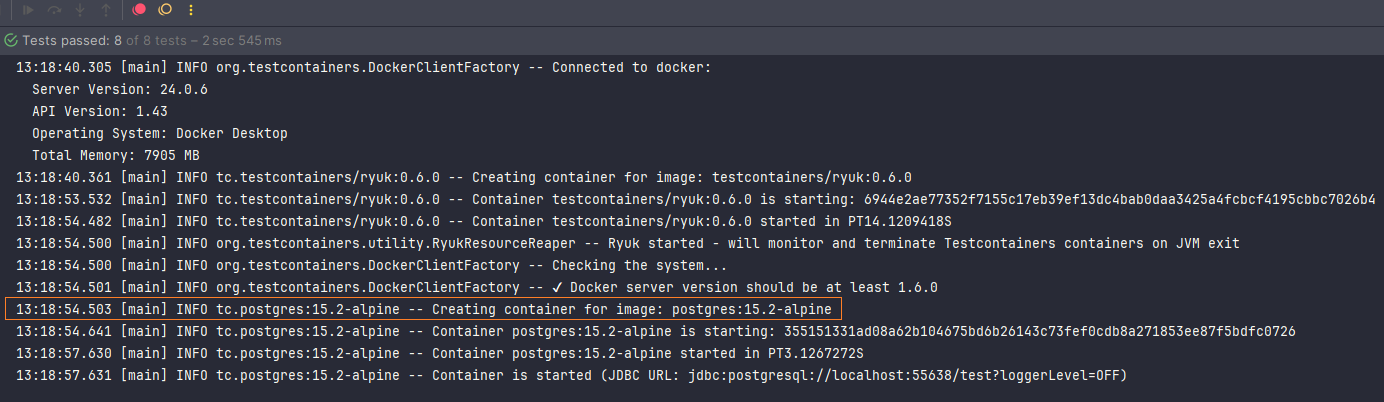 Tests passed: 8 of 8 tests – 2 sec 545 ms
13:18:40.305 [main] INFO org.testcontainers.DockerClientFactory -- Connected to docker:
  Server Version: 24.0.6
  API Version: 1.43
  Operating System: Docker Desktop
  Total Memory: 7905 MB
13:18:40.361 [main] INFO tc.testcontainers/ryuk:0.6.0 -- Creating container for image: testcontainers/ryuk:0.6.0
13:18:53.532 [main] INFO tc.testcontainers/ryuk:0.6.0 -- Container testcontainers/ryuk:0.6.0 is starting: 6944e2ae77352f7155c17eb39ef13dc4bab0daa3425a4fcbcf4195cbbc7026b4
13:18:54.482 [main] INFO tc.testcontainers/ryuk:0.6.0 -- Container testcontainers/ryuk:0.6.0 started in PT14.1209418S
13:18:54.500 [main] INFO org.testcontainers.utility.RyukResourceReaper -- Ryuk started - will monitor and terminate Testcontainers containers on JVM exit
13:18:54.500 [main] INFO org.testcontainers.DockerClientFactory -- Checking the system...
13:18:54.501 [main] INFO org.testcontainers.DockerClientFactory -- ✔ Docker server version should be at least 1.6.0
13:18:54.503 [main] INFO tc.postgres:15.2-alpine -- Creating container for image: postgres:15.2-alpine
13:18:54.641 [main] INFO tc.postgres:15.2-alpine -- Container postgres:15.2-alpine is starting: 355151331ad08a62b104675bd6b26143c73fef0cdb8a271853ee87f5bdfc0726
13:18:57.630 [main] INFO tc.postgres:15.2-alpine -- Container postgres:15.2-alpine started in PT3.1267272S
13:18:57.631 [main] INFO tc.postgres:15.2-alpine -- Container is started (JDBC URL: jdbc:postgresql://localhost:55638/test?loggerLevel=OFF)